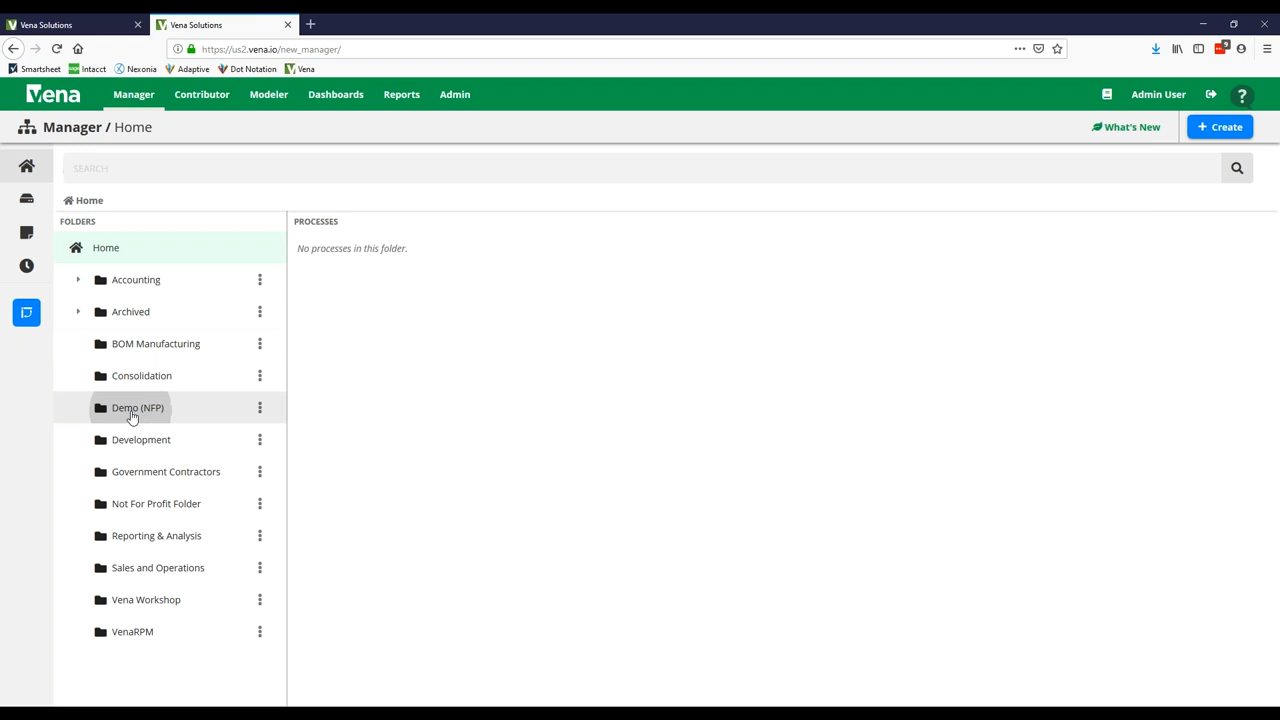 Vena Solutions
Vena Solutions
https://us2.vena.io/new_manager/
9
Smartsheet
Intacct
Nexonia
Adaptive
Dot Notation
Vena
Vena
Manager
Contributor
Modeler
Dashboards
Reports
Admin
Admin User
?
Manager / Home
What's New
+ Create
SEARCH
Home
FOLDERS
PROCESSES
Home
No processes in this folder.
Accounting
Archived
BOM Manufacturing
Consolidation
Demo (NFP)
Development
Government Contractors
Not For Profit Folder
Reporting & Analysis
Sales and Operations
Vena Workshop
VenaRPM